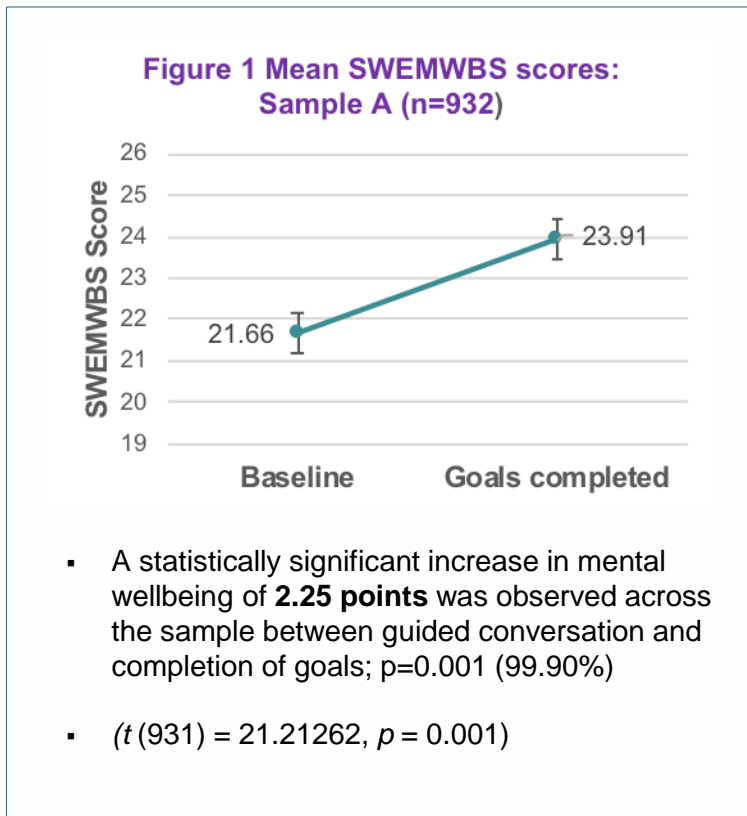 Figure 1 Mean SWEMWBS scores:
Sample A (n=932)
26
25
24
23
22
21
20
19
SWEMWBS Score
21.66
23.91
Baseline
Goals completed
▪ A statistically significant increase in mental
wellbeing of 2.25 points was observed across
the sample between guided conversation and
completion of goals; p=0.001 (99.90%)
▪ (t (931) = 21.21262, p = 0.001)